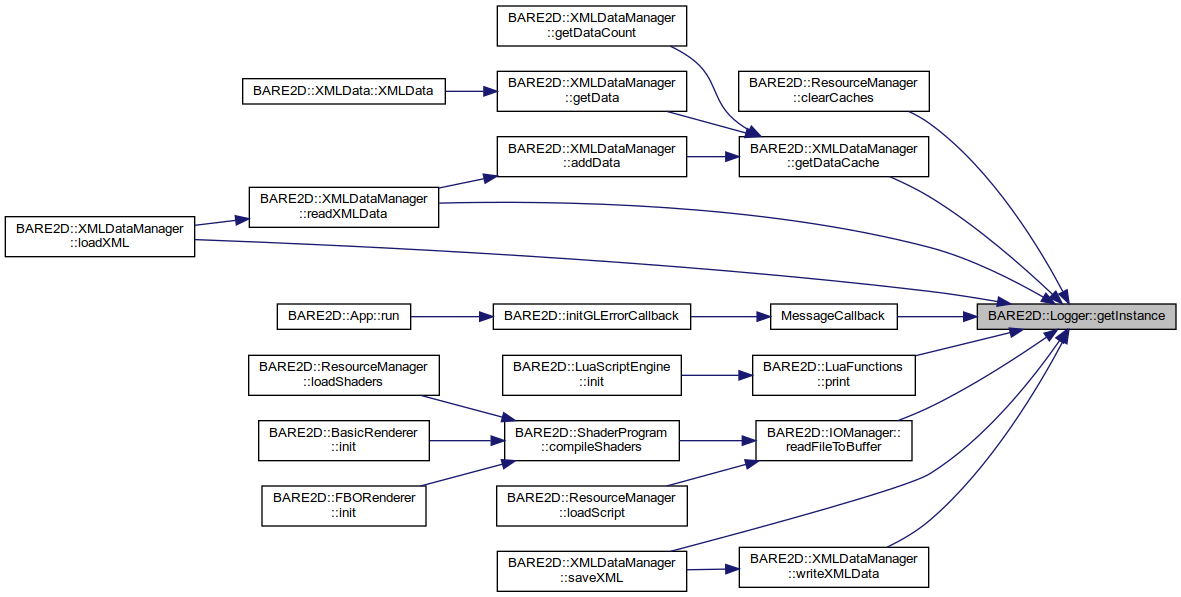 BARE2D::XMLDataManager
::getDataCount
BARE2D::XMLData::XMLData
BARE2D::XMLDataManager
::getData
BARE2D::ResourceManager
::clearCaches
BARE2D::XMLDataManager
::addData
BARE2D::XMLDataManager
::getDataCache
BARE2D::XMLDataManager
::readXMLData
BARE2D::XMLDataManager
::loadXML
BARE2D::App::run
BARE2D::initGLErrorCallback
MessageCallback
BARE2D::Logger::getInstance
BARE2D::ResourceManager
::loadShaders
BARE2D::LuaScriptEngine
::init
BARE2D::LuaFunctions
::print
BARE2D::BasicRenderer
::init
BARE2D::ShaderProgram
::compileShaders
BARE2D::IOManager::
readFileToBuffer
BARE2D::FBORenderer
::init
BARE2D::ResourceManager
::loadScript
BARE2D::XMLDataManager
::saveXML
BARE2D::XMLDataManager
::writeXMLData